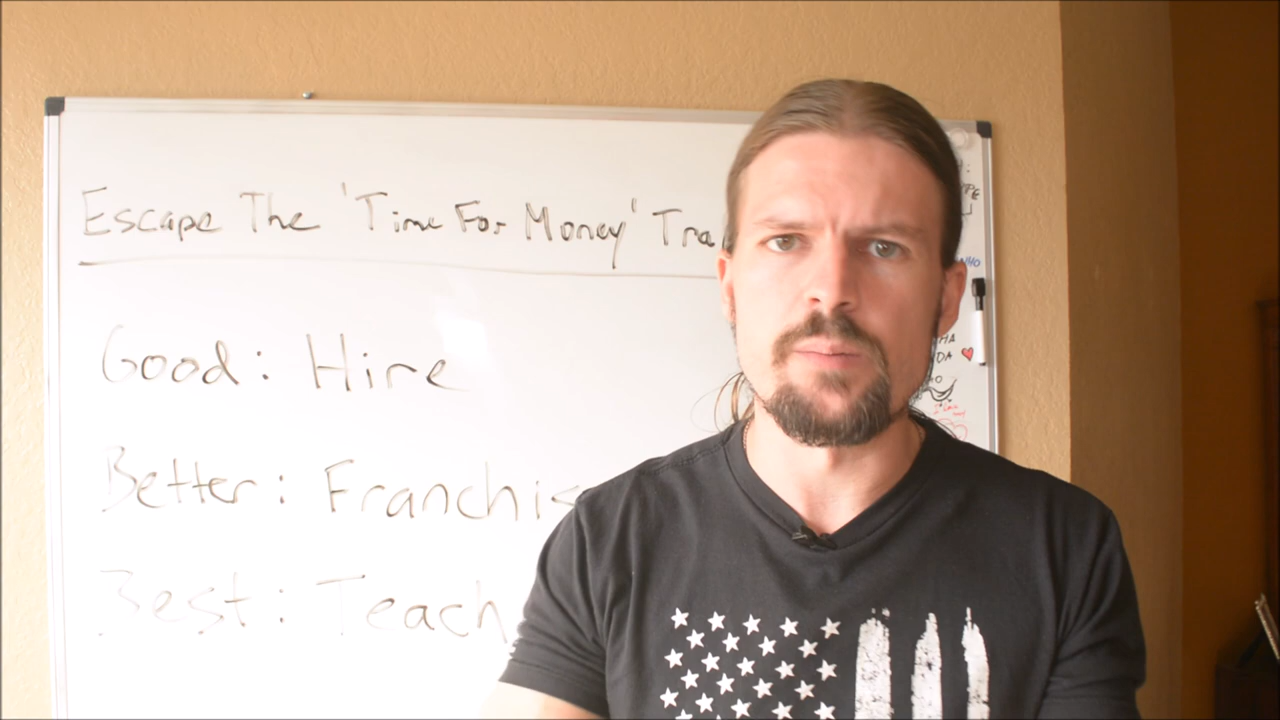 Escape The 'Time For Money' Tra
Good: Hire
Better: Franchis
Best: Teach